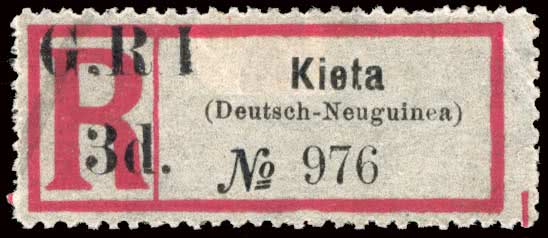 G.R I
R
3d.
Kieta
(Deutsch-Neuguinea)
No 976